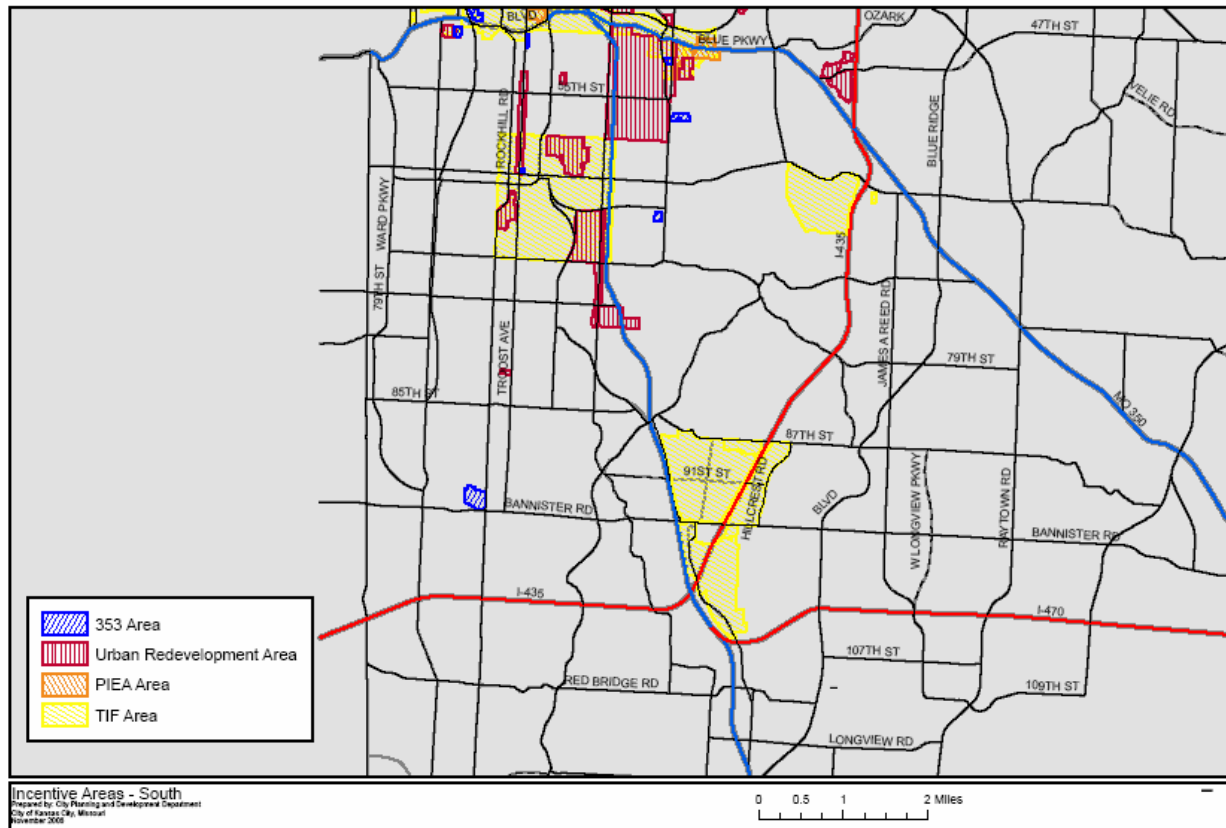 BLVD
OZARK
47TH ST
BLUE PKWY
55TH ST
ROCKHILL RD
BLUE RIDGE
VELIE RD
WARD PKWY
79TH ST
I-435
JAMES A REED RD
TROOST AVE
79TH ST
85TH ST
MO 350
87TH ST
91ST ST
HILLCREST RD
BLVD
W LONGVIEW PKWY
RAYTOWN RD
BANNISTER RD
BANNISTER RD
I-435
I-470
107TH ST
RED BRIDGE RD
109TH ST
LONGVIEW RD
353 Area
Urban Redevelopment Area
PIEA Area
TIF Area
Incentive Areas - South
Prepared by: City Planning and Development Department
City of Kansas City, Missouri
0 0.5 1 2 Miles